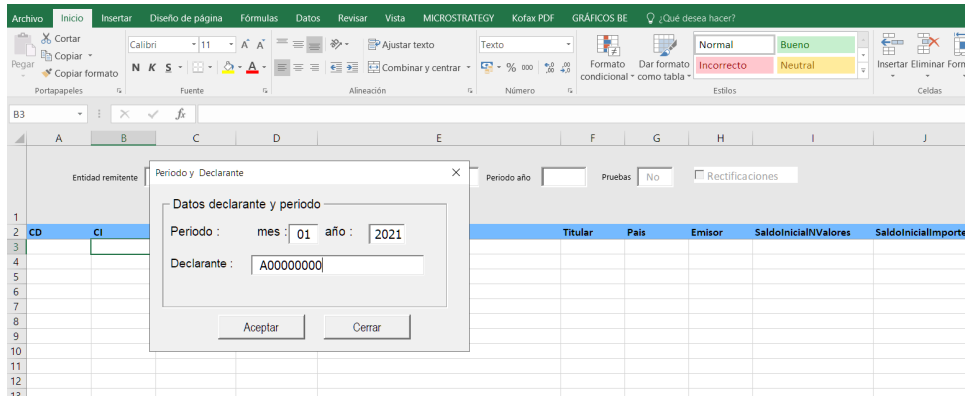 Archivo Inicio Insertar Diseño de página Fórmulas Datos Revisar Vista MICROSTRATEGY Kofax PDF GRÁFICOS BE ¿Qué desea hacer?
Pegar
Cortar
Copiar
Copiar formato
Portapapeles
Calibri 11 A A
N K S A
Fuente
Ajustar texto
Combinar y centrar
Alineación
Texto
% 000
Número
Formato condicional
Dar formato como tabla
Normal Bueno
Incorrecto Neutral
Estilos
Insertar Eliminar Form
Celdas
B3 fx
A B C D E F G H I J
1 Entidad remitente Periodo año Pruebas No Rectificaciones
2 CD CI Titular Pais Emisor SaldoInicialNValores SaldoInicialImporte
3
4
5
6
7
8
9
10
11
12
13
Periodo y Declarante
Datos declarante y periodo
Periodo : mes : 01 año : 2021
Declarante : A00000000
Aceptar Cerrar